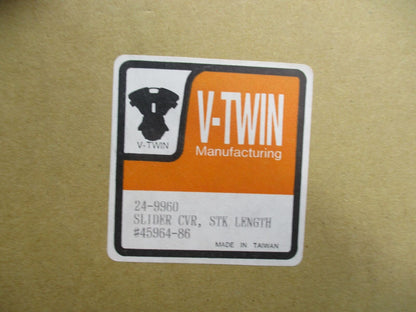 V-TWIN
V-TWIN
Manufacturing
24-9960
SLIDER CVR, STK LENGTH
#45964-86
MADE IN TAIWAN